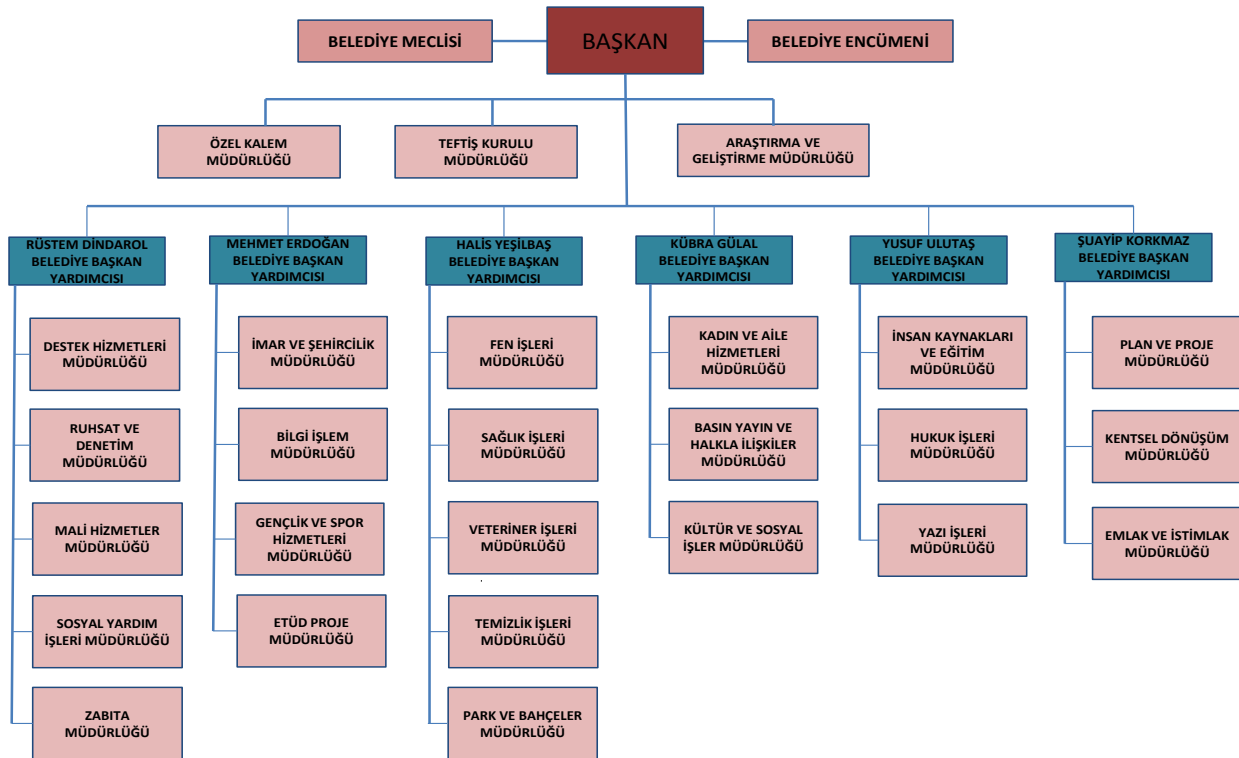 BELEDİYE MECLİSİ
BAŞKAN
BELEDİYE ENCÜMENİ
ÖZEL KALEM
MÜDÜRLÜĞÜ
TEFTİŞ KURULU
MÜDÜRLÜĞÜ
ARAŞTIRMA VE
GELİŞTİRME MÜDÜRLÜĞÜ
RÜSTEM DİNDAROL
BELEDİYE BAŞKAN
YARDIMCISI
DESTEK HİZMETLERİ
MÜDÜRLÜĞÜ
RUHSAT VE
DENETİM
MÜDÜRLÜĞÜ
MALİ HİZMETLER
MÜDÜRLÜĞÜ
SOSYAL YARDIM
İŞLERİ MÜDÜRLÜĞÜ
ZABITA
MÜDÜRLÜĞÜ
MEHMET ERDOĞAN
BELEDİYE BAŞKAN
YARDIMCISI
İMAR VE ŞEHİRCİLİK
MÜDÜRLÜĞÜ
BİLGİ İŞLEM
MÜDÜRLÜĞÜ
GENÇLİK VE SPOR
HİZMETLERİ
MÜDÜRLÜĞÜ
ETÜD PROJE
MÜDÜRLÜĞÜ
HALİS YEŞİLBAŞ
BELEDİYE BAŞKAN
YARDIMCISI
FEN İŞLERİ
MÜDÜRLÜĞÜ
SAĞLIK İŞLERİ
MÜDÜRLÜĞÜ
VETERİNER İŞLERİ
MÜDÜRLÜĞÜ
TEMİZLİK İŞLERİ
MÜDÜRLÜĞÜ
PARK VE BAHÇELER
MÜDÜRLÜĞÜ
KÜBRA GÜLAL
BELEDİYE BAŞKAN
YARDIMCISI
KADIN VE AİLE
HİZMETLERİ
MÜDÜRLÜĞÜ
BASIN YAYIN VE
HALKLA İLİŞKİLER
MÜDÜRLÜĞÜ
KÜLTÜR VE SOSYAL
İŞLER MÜDÜRLÜĞÜ
YUSUF ULUTAŞ
BELEDİYE BAŞKAN
YARDIMCISI
İNSAN KAYNAKLARI
VE EĞİTİM
MÜDÜRLÜĞÜ
HUKUK İŞLERİ
MÜDÜRLÜĞÜ
YAZI İŞLERİ
MÜDÜRLÜĞÜ
ŞUAYİP KORKMAZ
BELEDİYE BAŞKAN
YARDIMCISI
PLAN VE PROJE
MÜDÜRLÜĞÜ
KENTSEL DÖNÜŞÜM
MÜDÜRLÜĞÜ
EMLAK VE İSTİMLAK
MÜDÜRLÜĞÜ